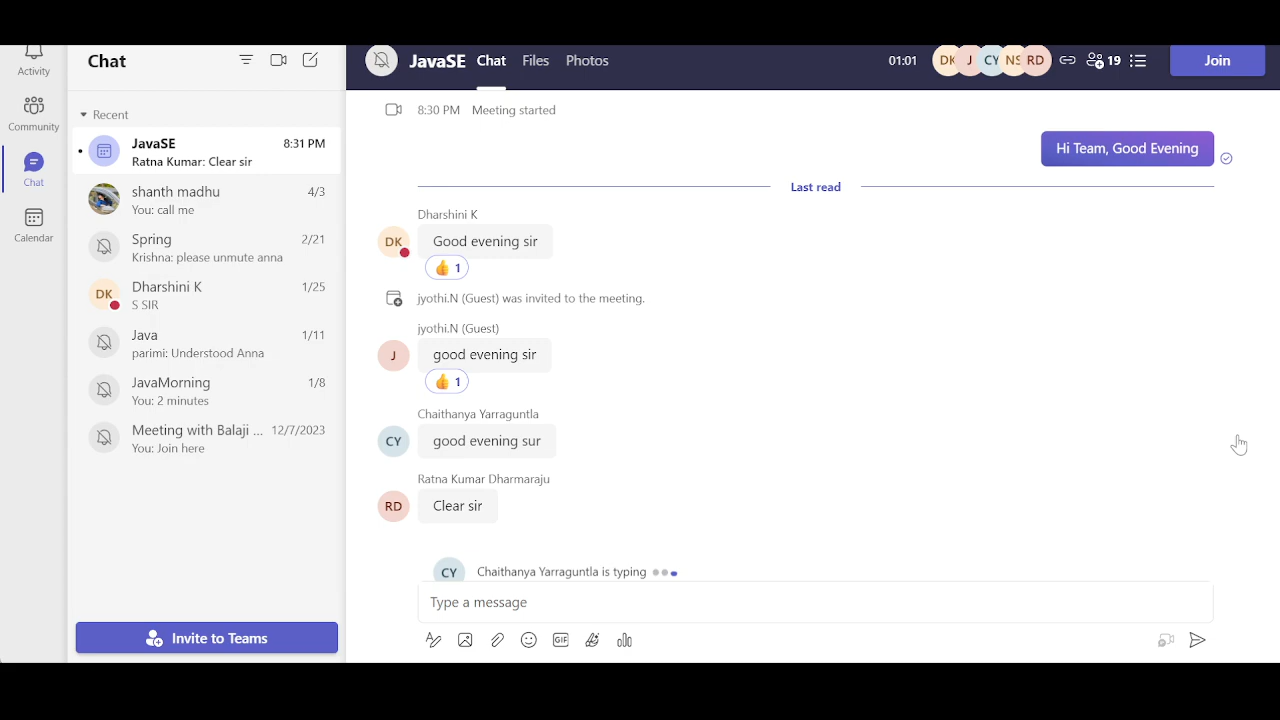 Activity
Community
Chat
Calendar
Chat
Recent
JavaSE 8:31 PM
Ratna Kumar: Clear sir
shanth madhu 4/3
You: call me
Spring 2/21
Krishna: please unmute anna
DK Dharshini K 1/25
S SIR
Java 1/11
parimi: Understood Anna
JavaMorning 1/8
You: 2 minutes
Meeting with Balaji ... 12/7/2023
You: Join here
Invite to Teams
JavaSE Chat Files Photos 01:01 DK J CY NS RD 19 Join
8:30 PM Meeting started
Hi Team, Good Evening
Last read
Dharshini K
DK Good evening sir
👍 1
jyothi.N (Guest) was invited to the meeting.
jyothi.N (Guest)
J good evening sir
👍 1
Chaithanya Yarraguntla
CY good evening sur
Ratna Kumar Dharmaraju
RD Clear sir
CY Chaithanya Yarraguntla is typing
Type a message
GIF